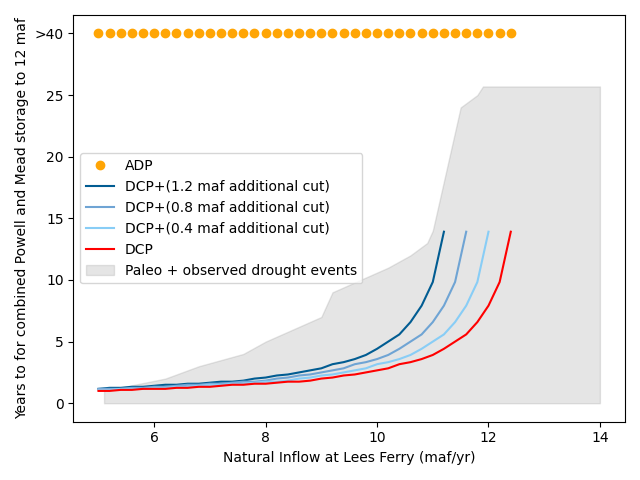 Years to for combined Powell and Mead storage to 12 maf
>40
25
20
15
10
5
0
ADP
DCP+(1.2 maf additional cut)
DCP+(0.8 maf additional cut)
DCP+(0.4 maf additional cut)
DCP
Paleo + observed drought events
6 8 10 12 14
Natural Inflow at Lees Ferry (maf/yr)